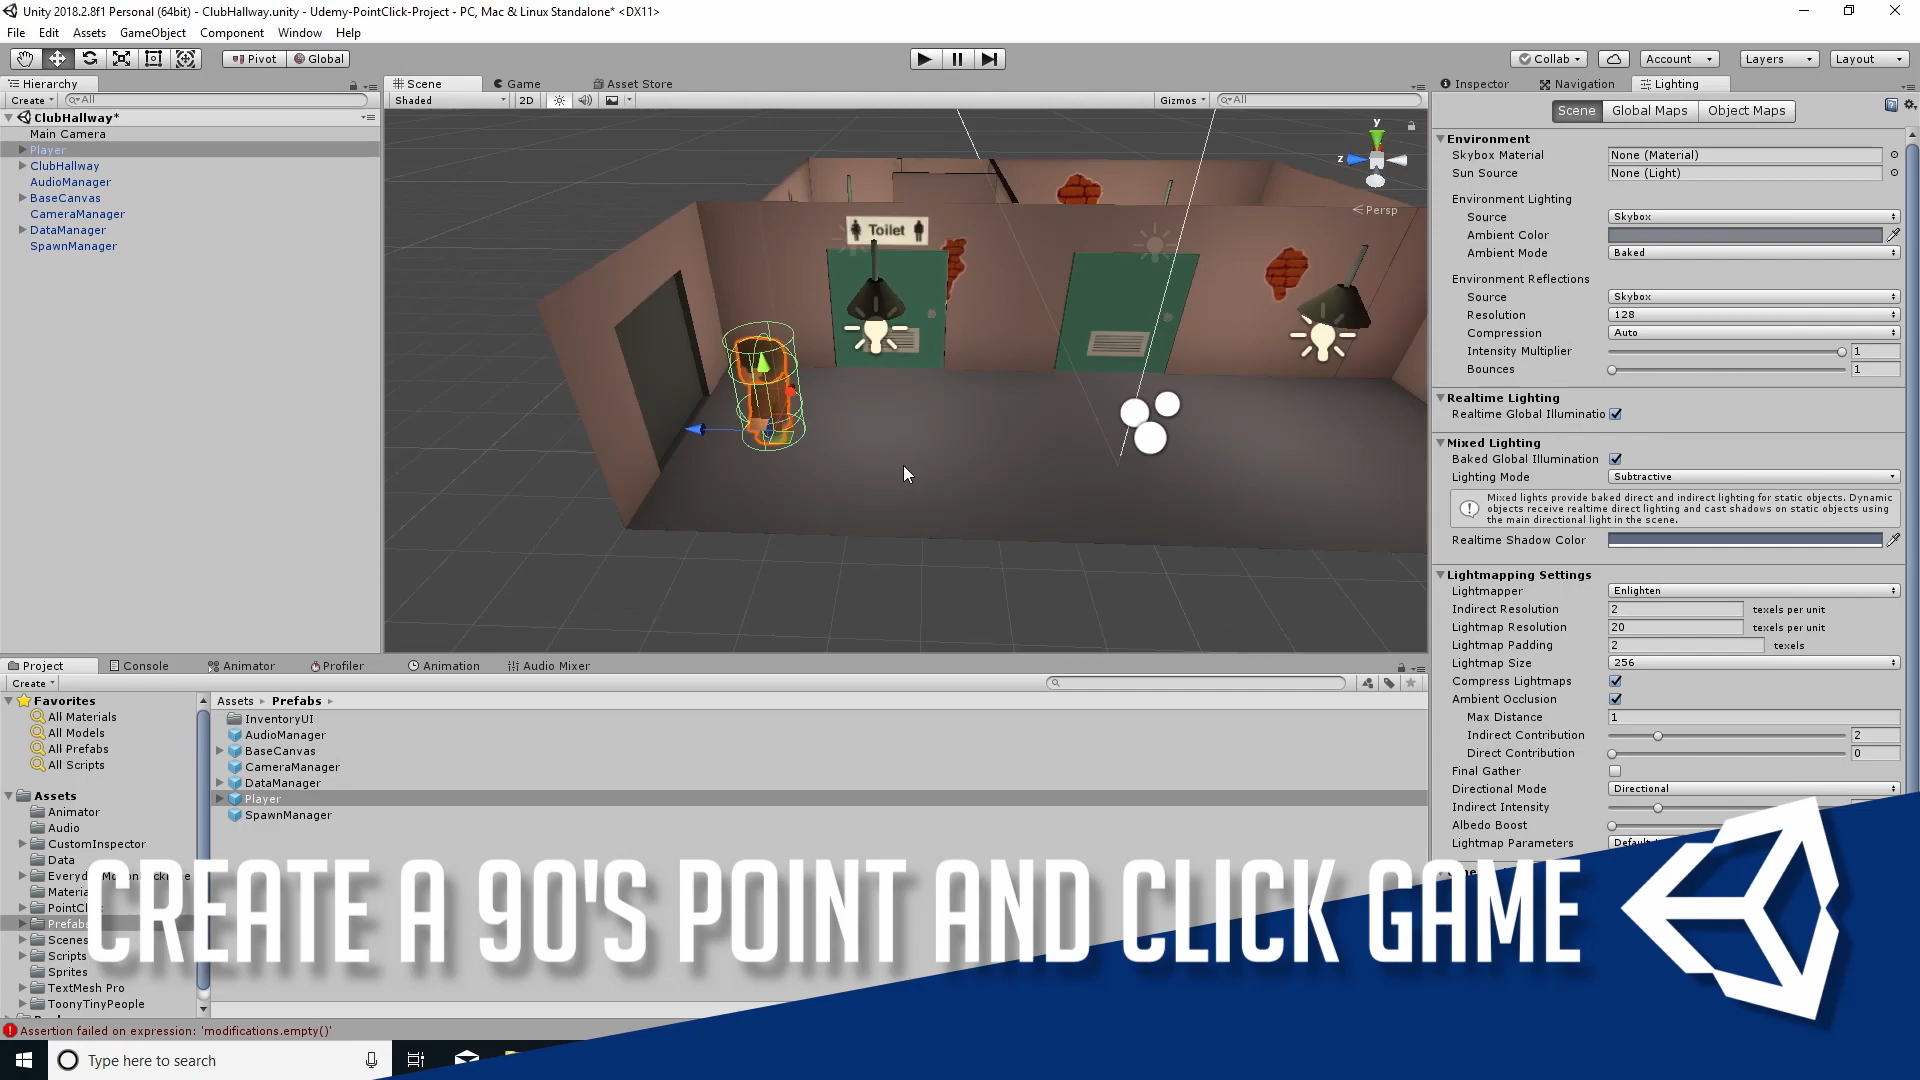 Unity 2018.2.8f1 Personal (64bit) - ClubHallway.unity - Udemy-PointClick-Project - PC, Mac & Linux Standalone* <DX11>
File Edit Assets GameObject Component Window Help
Pivot Global Collab Account Layers Layout
Hierarchy
Create All
ClubHallway*
Main Camera
Player
ClubHallway
AudioManager
BaseCanvas
CameraManager
DataManager
SpawnManager
Scene Game Asset Store
Shaded 2D Gizmos All
y
z
Persp
Toilet
Inspector Navigation Lighting
Scene Global Maps Object Maps
Environment
Skybox Material None (Material)
Sun Source None (Light)
Environment Lighting
Source Skybox
Ambient Color
Ambient Mode Baked
Environment Reflections
Source Skybox
Resolution 128
Compression Auto
Intensity Multiplier 1
Bounces 1
Realtime Lighting
Realtime Global Illuminatio
Mixed Lighting
Baked Global Illumination
Lighting Mode Subtractive
Mixed lights provide baked direct and indirect lighting for static objects. Dynamic
objects receive realtime direct lighting and cast shadows on static objects using
the main directional light in the scene.
Realtime Shadow Color
Lightmapping Settings
Lightmapper Enlighten
Indirect Resolution 2 texels per unit
Lightmap Resolution 20 texels per unit
Lightmap Padding 2 texels
Lightmap Size 256
Compress Lightmaps
Ambient Occlusion
Max Distance 1
Indirect Contribution 2
Direct Contribution 0
Final Gather
Directional Mode Directional
Indirect Intensity
Albedo Boost
Lightmap Parameters
Project Console Animator Profiler Animation Audio Mixer
Create
Favorites
All Materials
All Models
All Prefabs
All Scripts
Assets
Animator
Audio
CustomInspector
Data
PointCl
Prefabs
Scenes
Scripts
Sprites
TextMesh Pro
ToonyTinyPeople
Assets Prefabs
InventoryUI
AudioManager
BaseCanvas
CameraManager
DataManager
Player
SpawnManager
CREATE A 90'S POINT AND CLICK GAME
Assertion failed on expression: 'modifications.empty()'
Type here to search